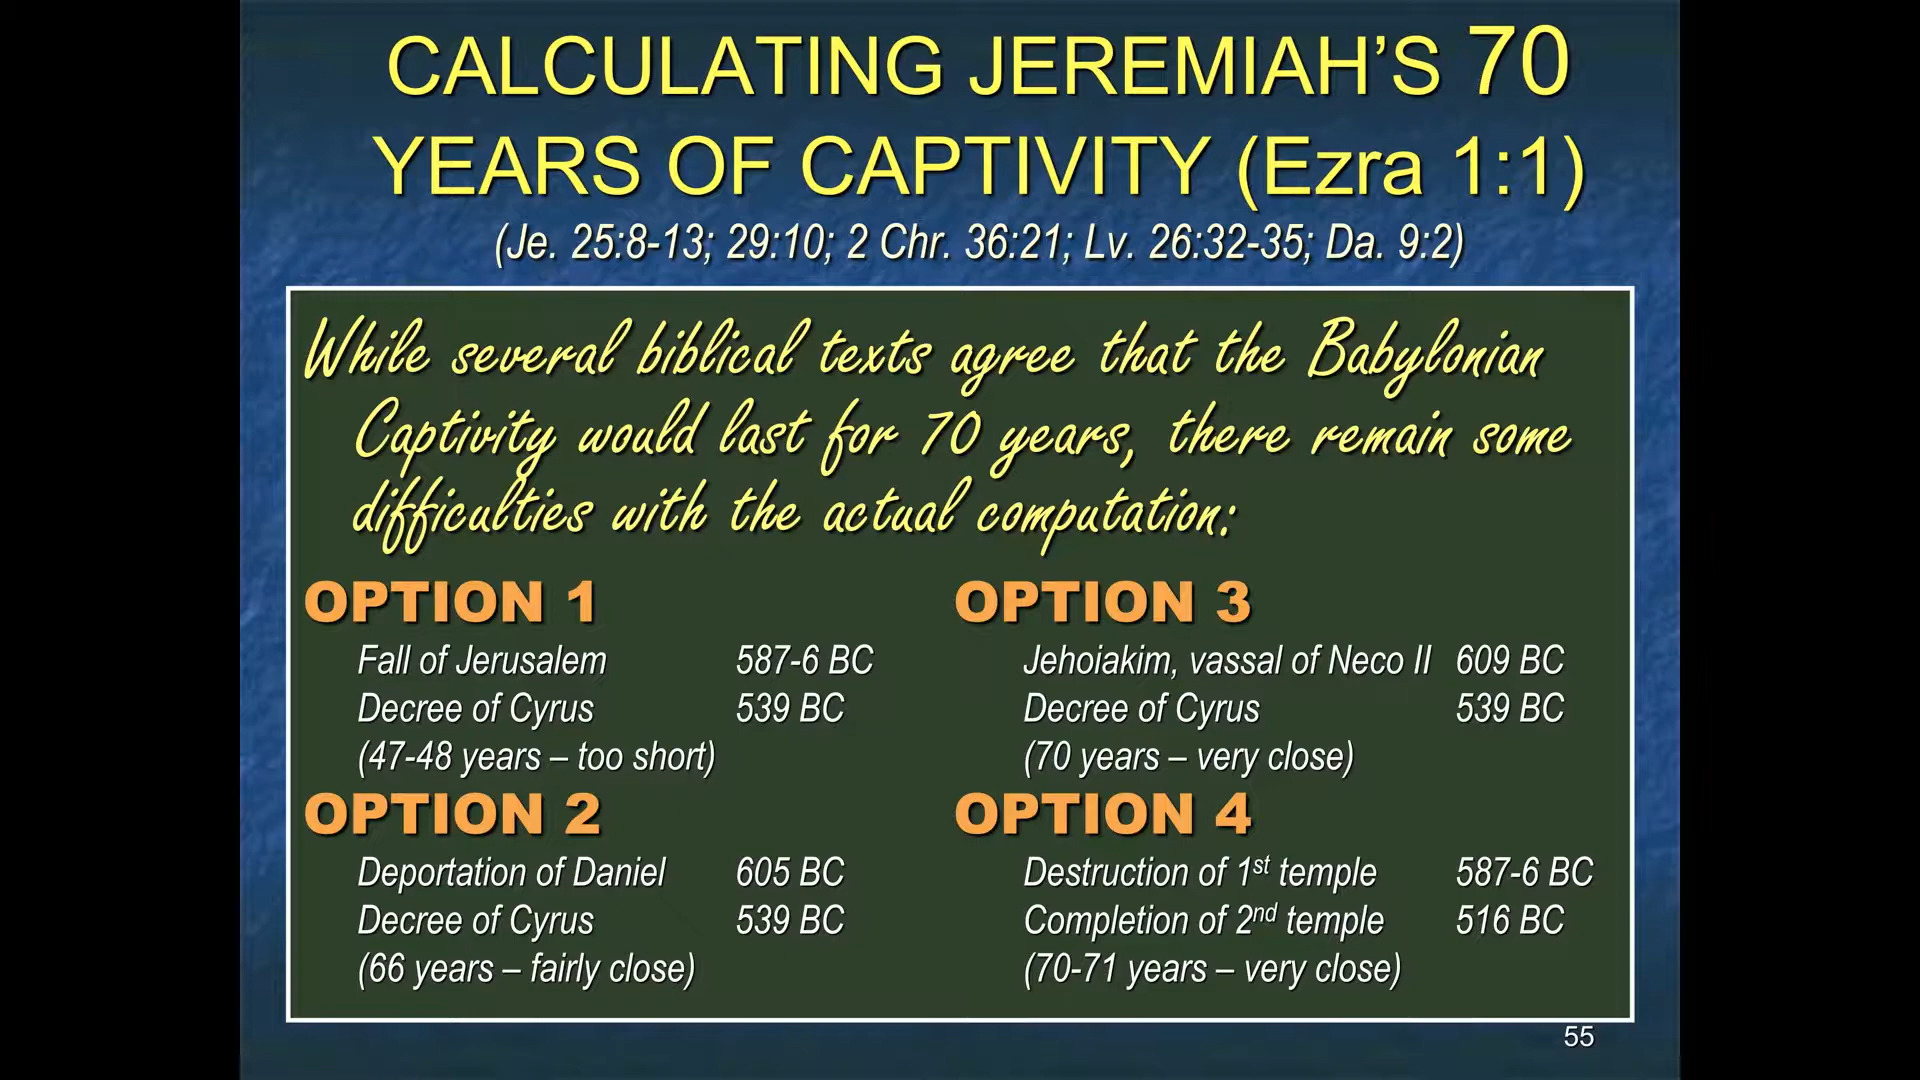 CALCULATING JEREMIAH'S 70
YEARS OF CAPTIVITY (Ezra 1:1)
(Je. 25:8-13; 29:10; 2 Chr. 36:21; Lv. 26:32-35; Da. 9:2)
While several biblical texts agree that the Babylonian
Captivity would last for 70 years, there remain some
difficulties with the actual computation:
OPTION 1
Fall of Jerusalem 587-6 BC
Decree of Cyrus 539 BC
(47-48 years – too short)
OPTION 2
Deportation of Daniel 605 BC
Decree of Cyrus 539 BC
(66 years – fairly close)
OPTION 3
Jehoiakim, vassal of Neco II 609 BC
Decree of Cyrus 539 BC
(70 years – very close)
OPTION 4
Destruction of 1st temple 587-6 BC
Completion of 2nd temple 516 BC
(70-71 years – very close)
55